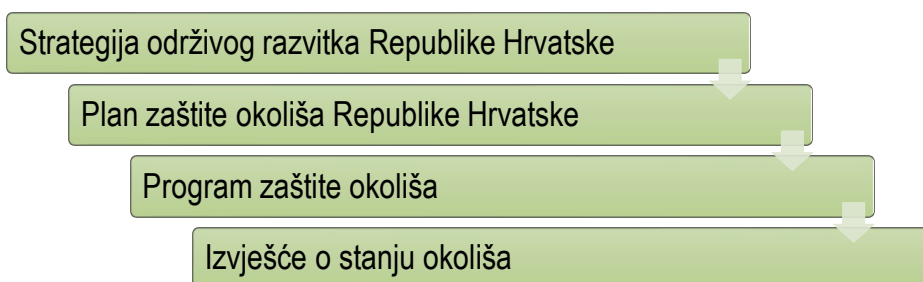 Strategija održivog razvitka Republike Hrvatske
Plan zaštite okoliša Republike Hrvatske
Program zaštite okoliša
Izvješće o stanju okoliša